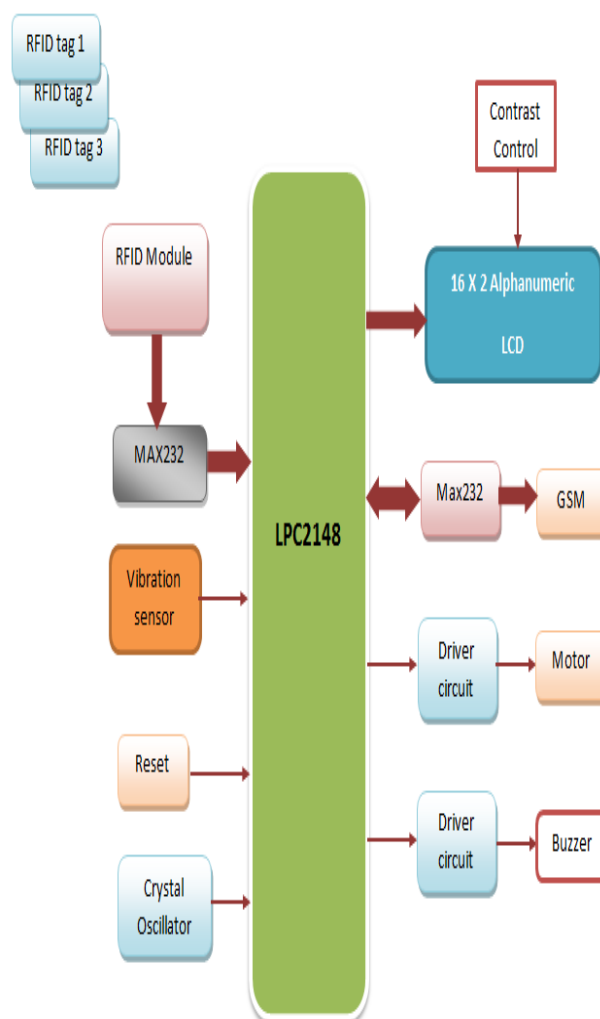 RFID tag 1
RFID tag 2
RFID tag 3
Contrast
Control
RFID Module
16 X 2 Alphanumeric
LCD
MAX232
Max232
GSM
LPC2148
Vibration
sensor
Driver
circuit
Motor
Reset
Driver
circuit
Buzzer
Crystal
Oscillator